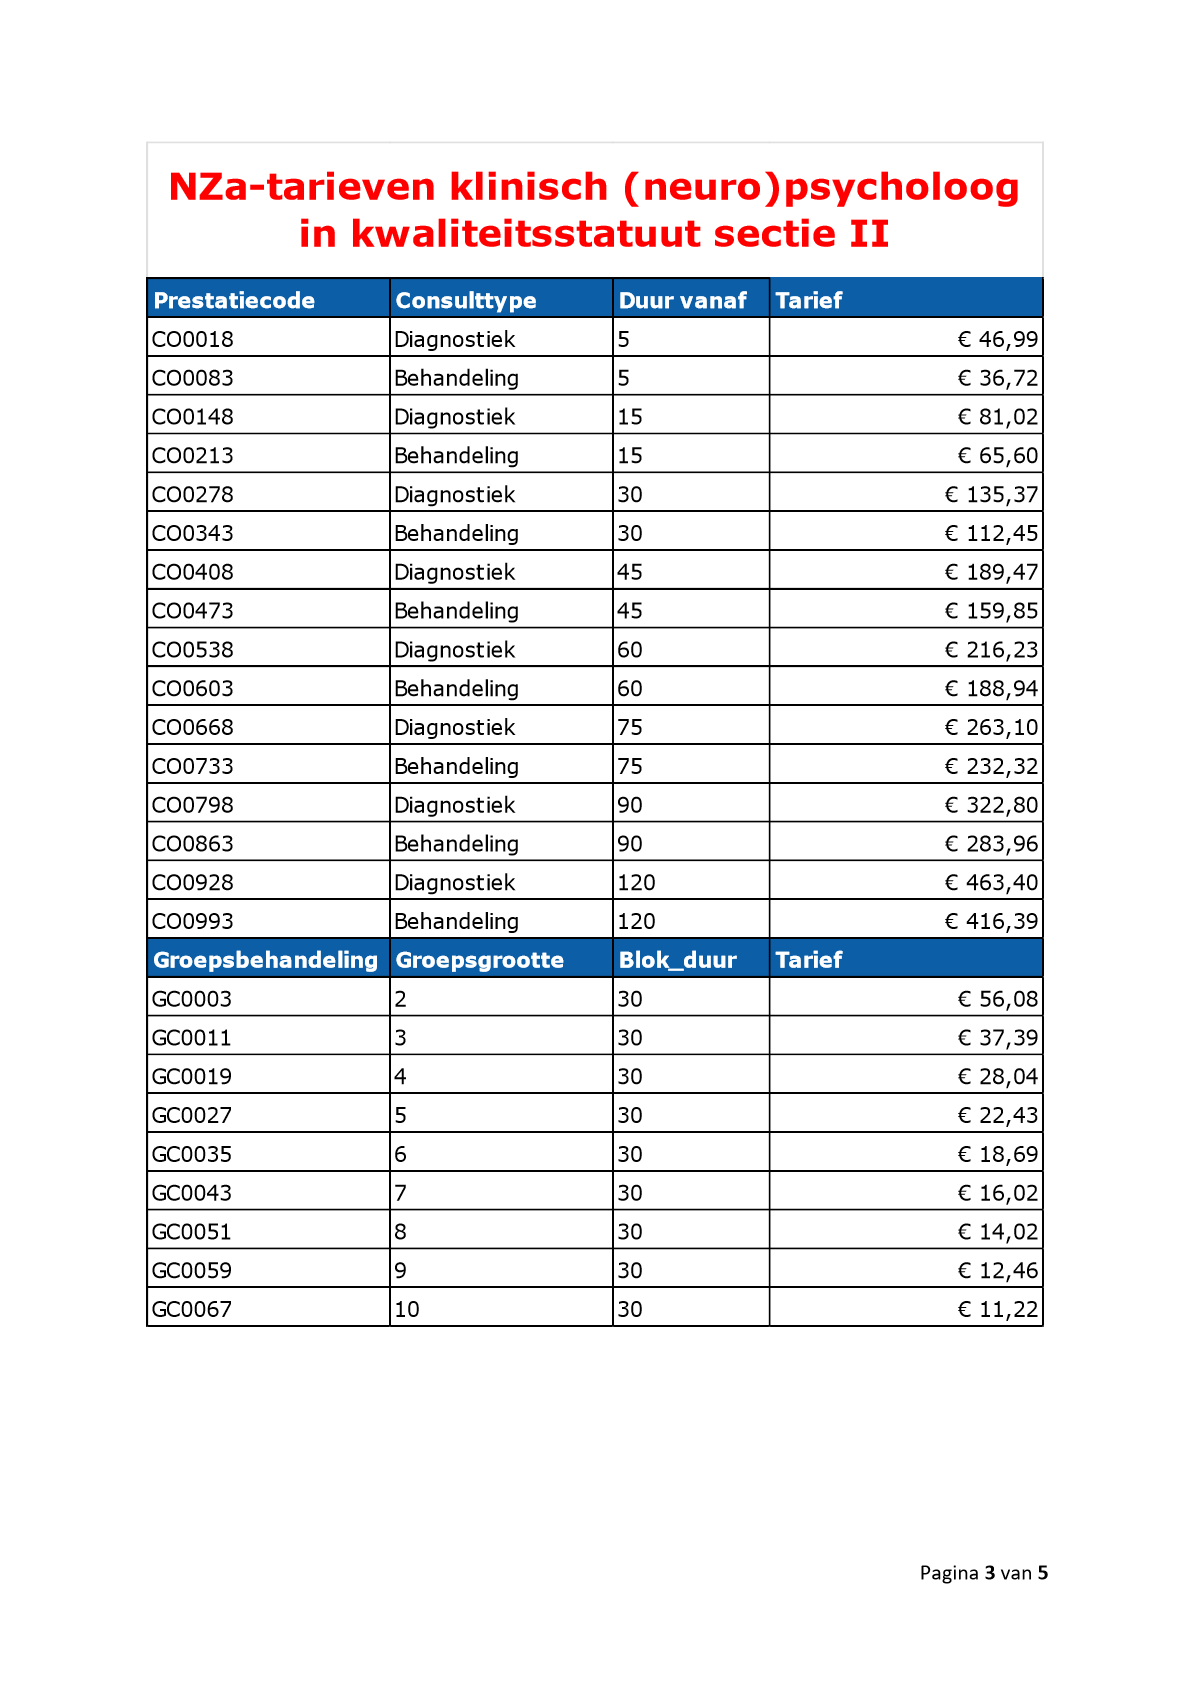 NZa-tarieven klinisch (neuro)psycholoog
in kwaliteitsstatuut sectie II
Prestatiecode Consulttype Duur vanaf Tarief
CO0018 Diagnostiek 5 € 46,99
CO0083 Behandeling 5 € 36,72
CO0148 Diagnostiek 15 € 81,02
CO0213 Behandeling 15 € 65,60
CO0278 Diagnostiek 30 € 135,37
CO0343 Behandeling 30 € 112,45
CO0408 Diagnostiek 45 € 189,47
CO0473 Behandeling 45 € 159,85
CO0538 Diagnostiek 60 € 216,23
CO0603 Behandeling 60 € 188,94
CO0668 Diagnostiek 75 € 263,10
CO0733 Behandeling 75 € 232,32
CO0798 Diagnostiek 90 € 322,80
CO0863 Behandeling 90 € 283,96
CO0928 Diagnostiek 120 € 463,40
CO0993 Behandeling 120 € 416,39
Groepsbehandeling Groepsgrootte Blok_duur Tarief
GC0003 2 30 € 56,08
GC0011 3 30 € 37,39
GC0019 4 30 € 28,04
GC0027 5 30 € 22,43
GC0035 6 30 € 18,69
GC0043 7 30 € 16,02
GC0051 8 30 € 14,02
GC0059 9 30 € 12,46
GC0067 10 30 € 11,22
Pagina 3 van 5